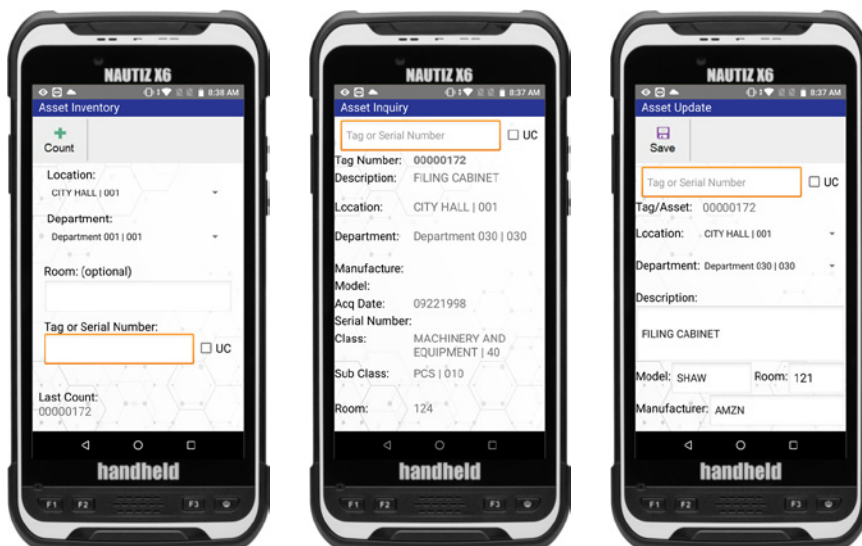 NAUTIZ X6
8:38 AM
Asset Inventory
Count
Location:
CITY HALL | 001
Department:
Department 001 | 001
Room: (optional)
Tag or Serial Number:
UC
Last Count:
00000172
handheld
F1 F2 F3
NAUTIZ X6
8:37 AM
Asset Inquiry
Tag or Serial Number UC
Tag Number: 00000172
Description: FILING CABINET
Location: CITY HALL | 001
Department: Department 030 | 030
Manufacture:
Model:
Acq Date: 09221998
Serial Number:
Class: MACHINERY AND
EQUIPMENT | 40
Sub Class: PCS | 010
Room: 124
handheld
F1 F2 F3
NAUTIZ X6
8:37 AM
Asset Update
Save
Tag or Serial Number UC
Tag/Asset: 00000172
Location: CITY HALL | 001
Department: Department 030 | 030
Description:
FILING CABINET
Model: SHAW Room: 121
Manufacturer: AMZN
handheld
F1 F2 F3